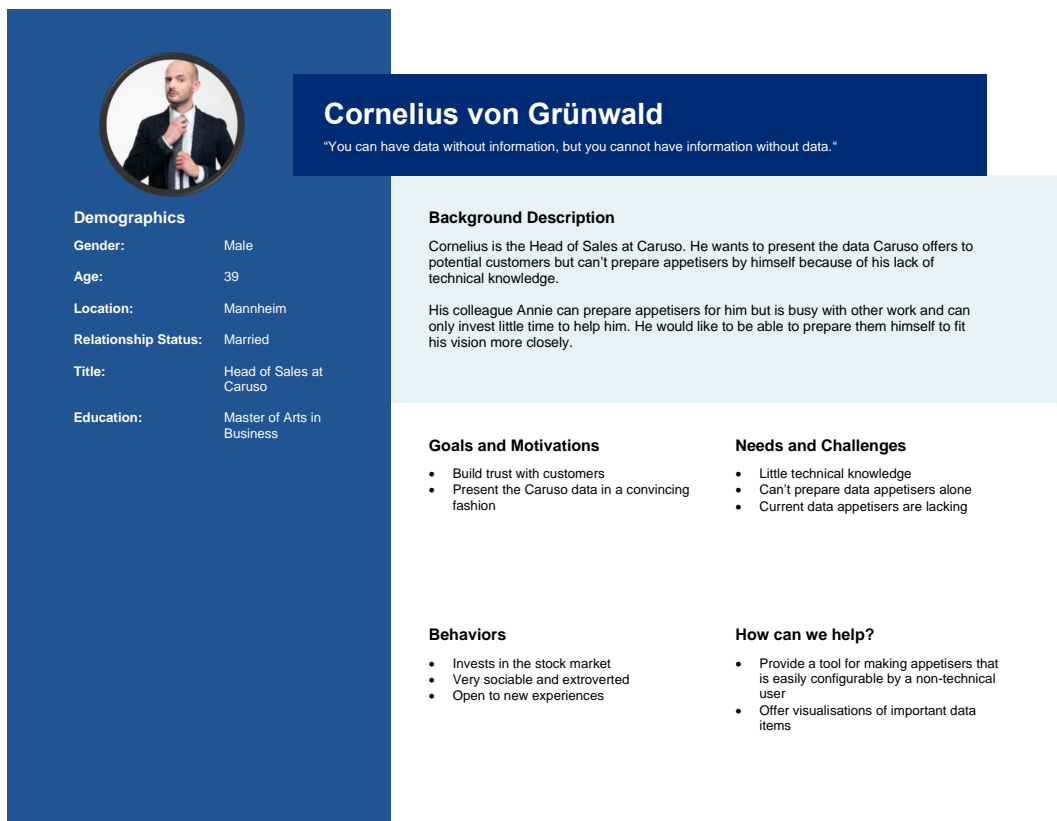 Cornelius von Grünwald
“You can have data without information, but you cannot have information without data.“
Demographics
Gender: Male
Age: 39
Location: Mannheim
Relationship Status: Married
Title: Head of Sales at
Caruso
Education: Master of Arts in
Business
Background Description
Cornelius is the Head of Sales at Caruso. He wants to present the data Caruso offers to
potential customers but can’t prepare appetisers by himself because of his lack of
technical knowledge.
His colleague Annie can prepare appetisers for him but is busy with other work and can
only invest little time to help him. He would like to be able to prepare them himself to fit
his vision more closely.
Goals and Motivations
• Build trust with customers
• Present the Caruso data in a convincing
fashion
Needs and Challenges
• Little technical knowledge
• Can’t prepare data appetisers alone
• Current data appetisers are lacking
Behaviors
• Invests in the stock market
• Very sociable and extroverted
• Open to new experiences
How can we help?
• Provide a tool for making appetisers that
is easily configurable by a non-technical
user
• Offer visualisations of important data
items